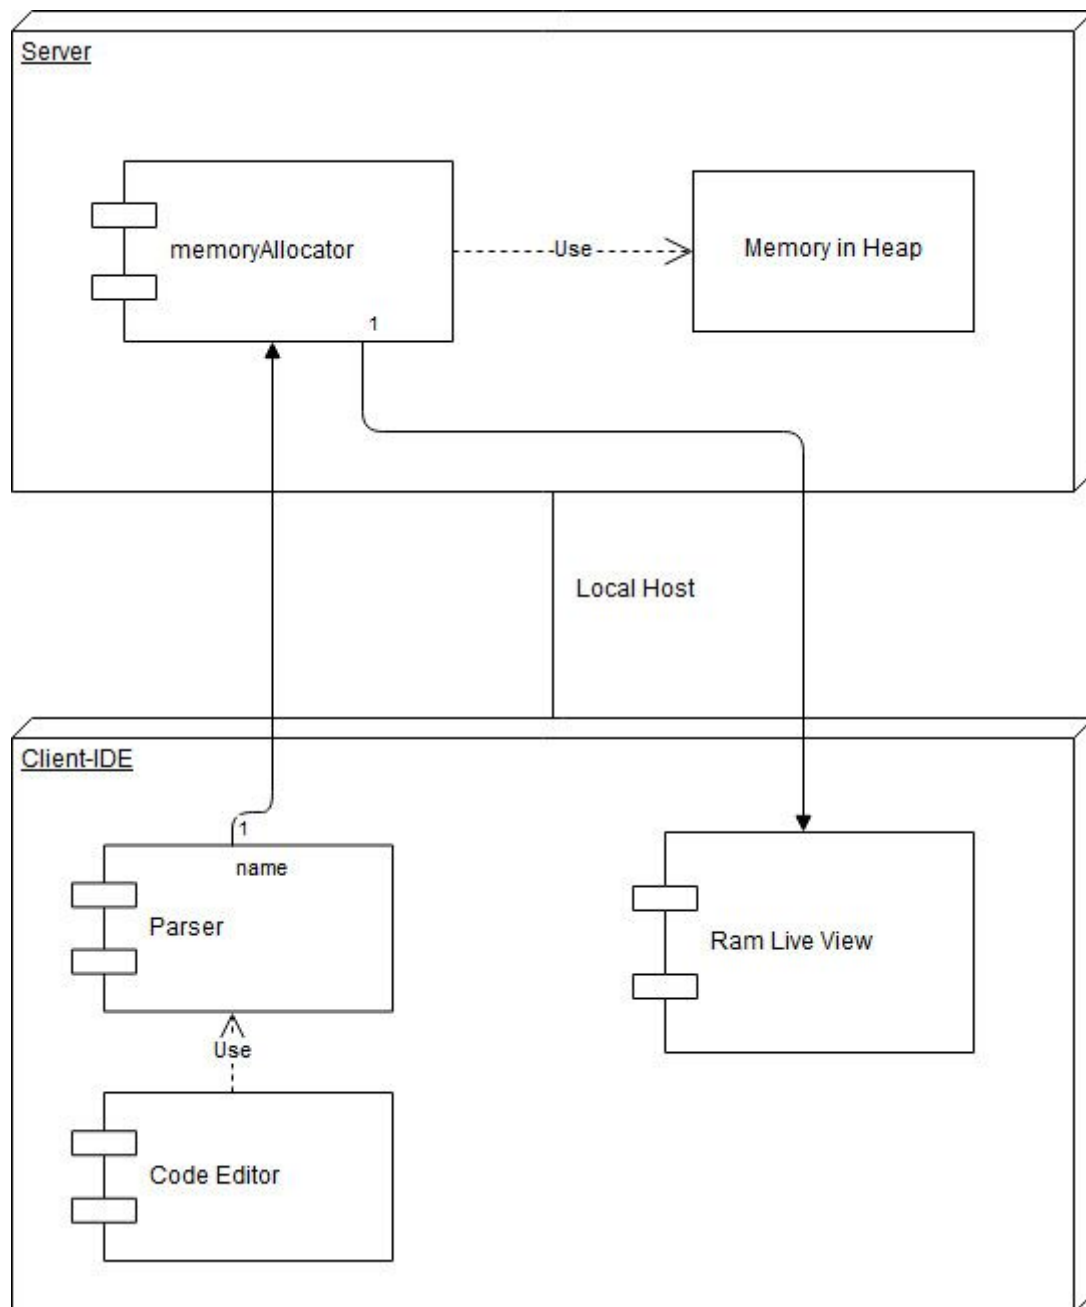 Server
memoryAllocator
Use
Memory in Heap
1
Local Host
Client-IDE
1
name
Parser
Ram Live View
Use
Code Editor